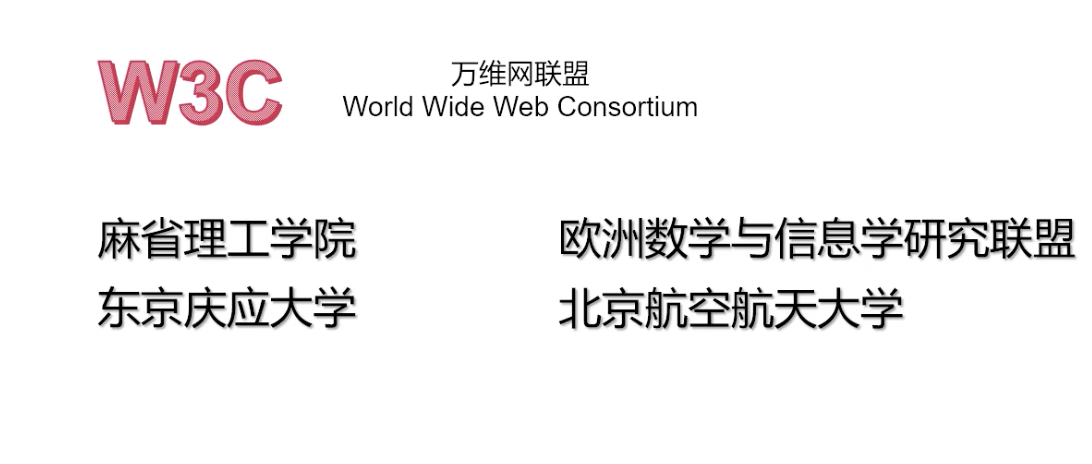 W3C
万维网联盟
World Wide Web Consortium
麻省理工学院
欧洲数学与信息学研究联盟
东京庆应大学
北京航空航天大学